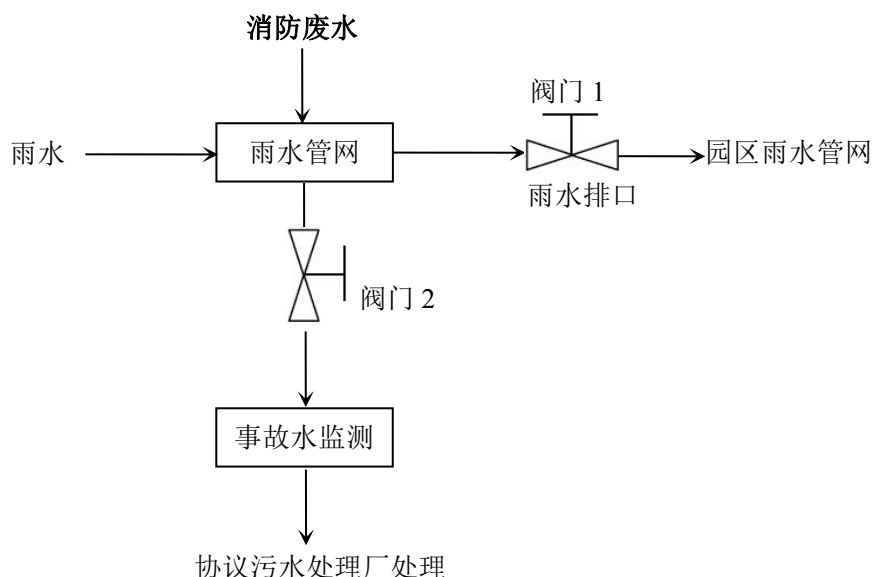 消防废水
阀门 1
雨水
雨水管网
园区雨水管网
雨水排口
阀门 2
事故水监测
协议污水处理厂处理